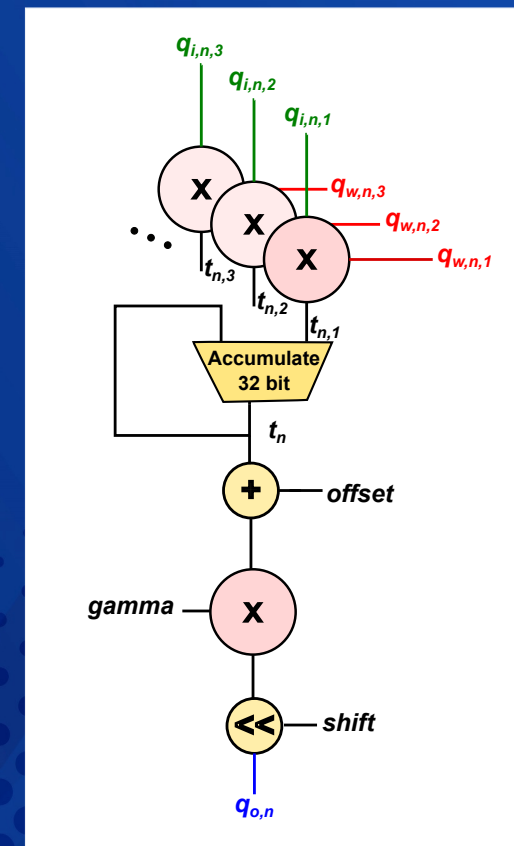 q_{i,n,3}
q_{i,n,2}
q_{i,n,1}
x
q_{w,n,3}
x
q_{w,n,2}
x
q_{w,n,1}
...
t_{n,3}
t_{n,2}
t_{n,1}
Accumulate
32 bit
t_n
+ offset
gamma x
<< shift
q_{o,n}